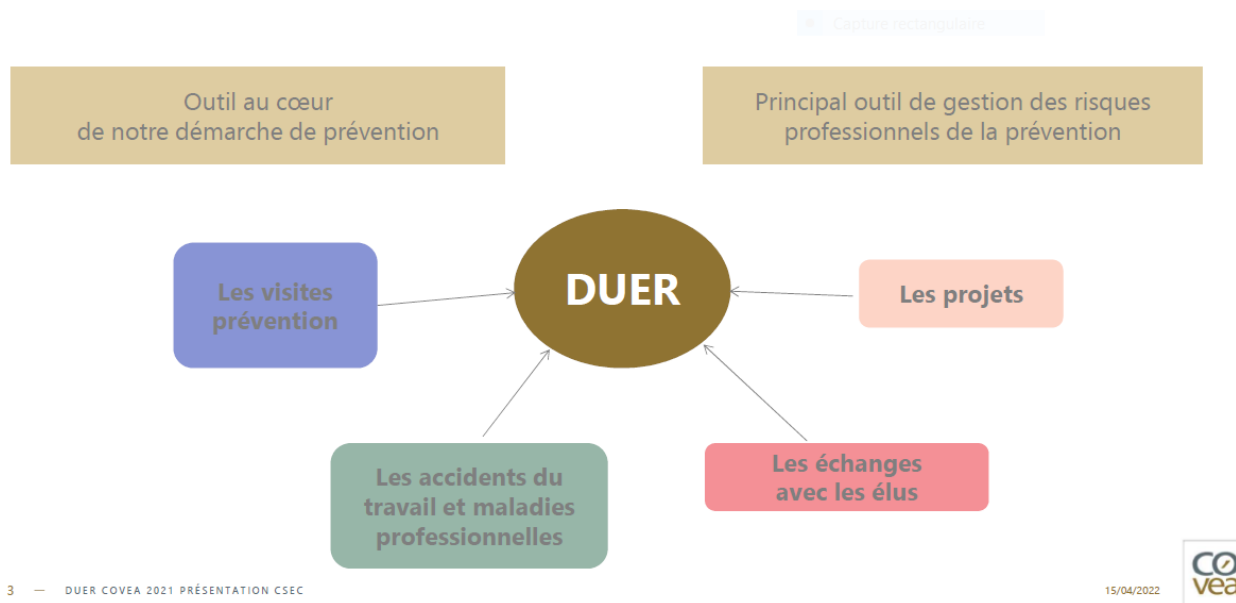 Capture rectangulaire
Outil au cœur
de notre démarche de prévention
Principal outil de gestion des risques
professionnels de la prévention
DUER
Les visites
prévention
Les projets
Les accidents du
travail et maladies
professionnelles
Les échanges
avec les élus
3 — DUER COVEA 2021 PRÉSENTATION CSEC
15/04/2022
co
vea